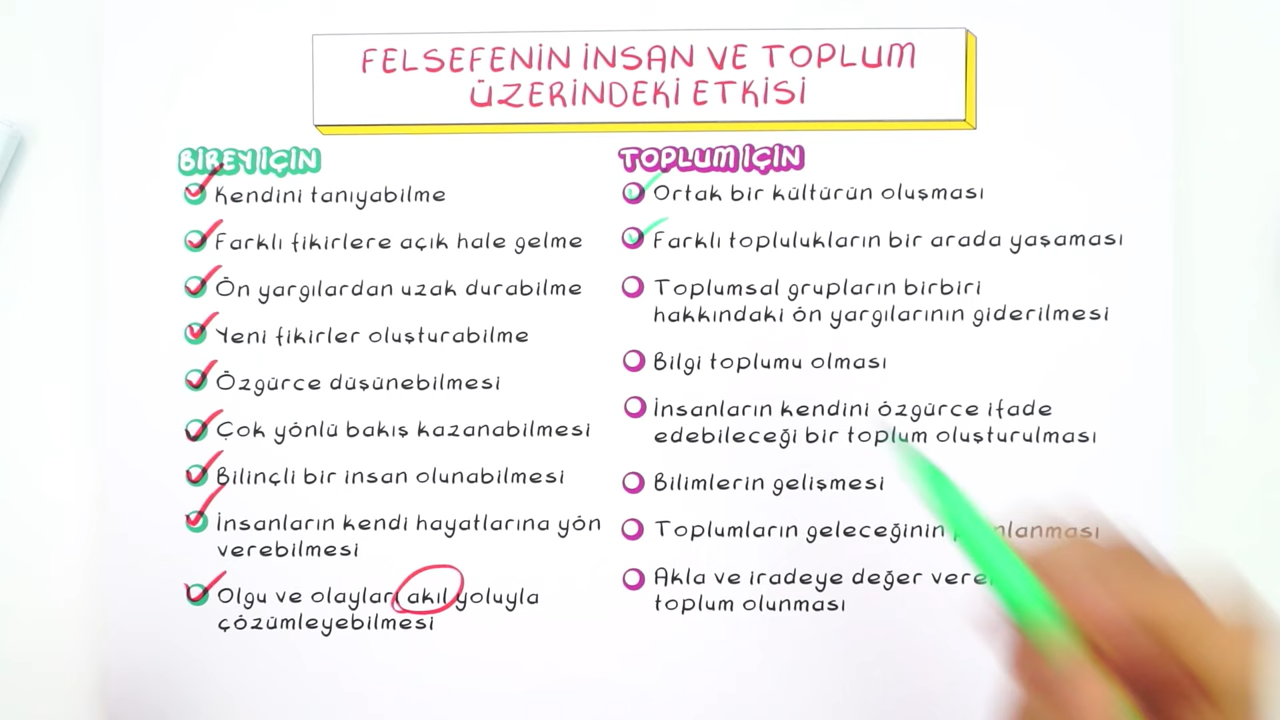 FELSEFENİN İNSAN VE TOPLUM
ÜZERİNDEKİ ETKİSİ
BİREY İÇİN
Kendini tanıyabilme
Farklı fikirlere açık hale gelme
Ön yargılardan uzak durabilme
Yeni fikirler oluşturabilme
Özgürce düşünebilmesi
Çok yönlü bakış kazanabilmesi
Bilinçli bir insan olunabilmesi
İnsanların kendi hayatlarına yön
verebilmesi
Olgu ve olayları akıl yoluyla
çözümleyebilmesi
TOPLUM İÇİN
Ortak bir kültürün oluşması
Farklı toplulukların bir arada yaşaması
Toplumsal grupların birbiri
hakkındaki ön yargılarının giderilmesi
Bilgi toplumu olması
İnsanların kendini özgürce ifade
edebileceği bir toplum oluşturulması
Bilimlerin gelişmesi
Toplumların geleceğinin
Akla ve iradeye değer
toplum olunması